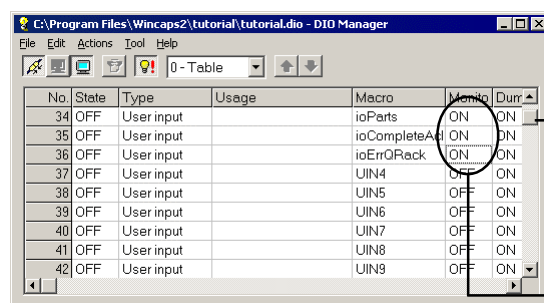 C:\Program Files\Wincaps2\tutorial\tutorial.dio - DIO Manager
File Edit Actions Tool Help
0 - Table
No. State Type Usage Macro Monito Dum
34 OFF User input ioParts ON ON
35 OFF User input ioCompleteAcl ON ON
36 OFF User input ioErrQRack ON ON
37 OFF User input UIN4 OFF ON
38 OFF User input UIN5 OFF ON
39 OFF User input UIN6 OFF ON
40 OFF User input UIN7 OFF ON
41 OFF User input UIN8 OFF ON
42 OFF User input UIN9 OFF ON